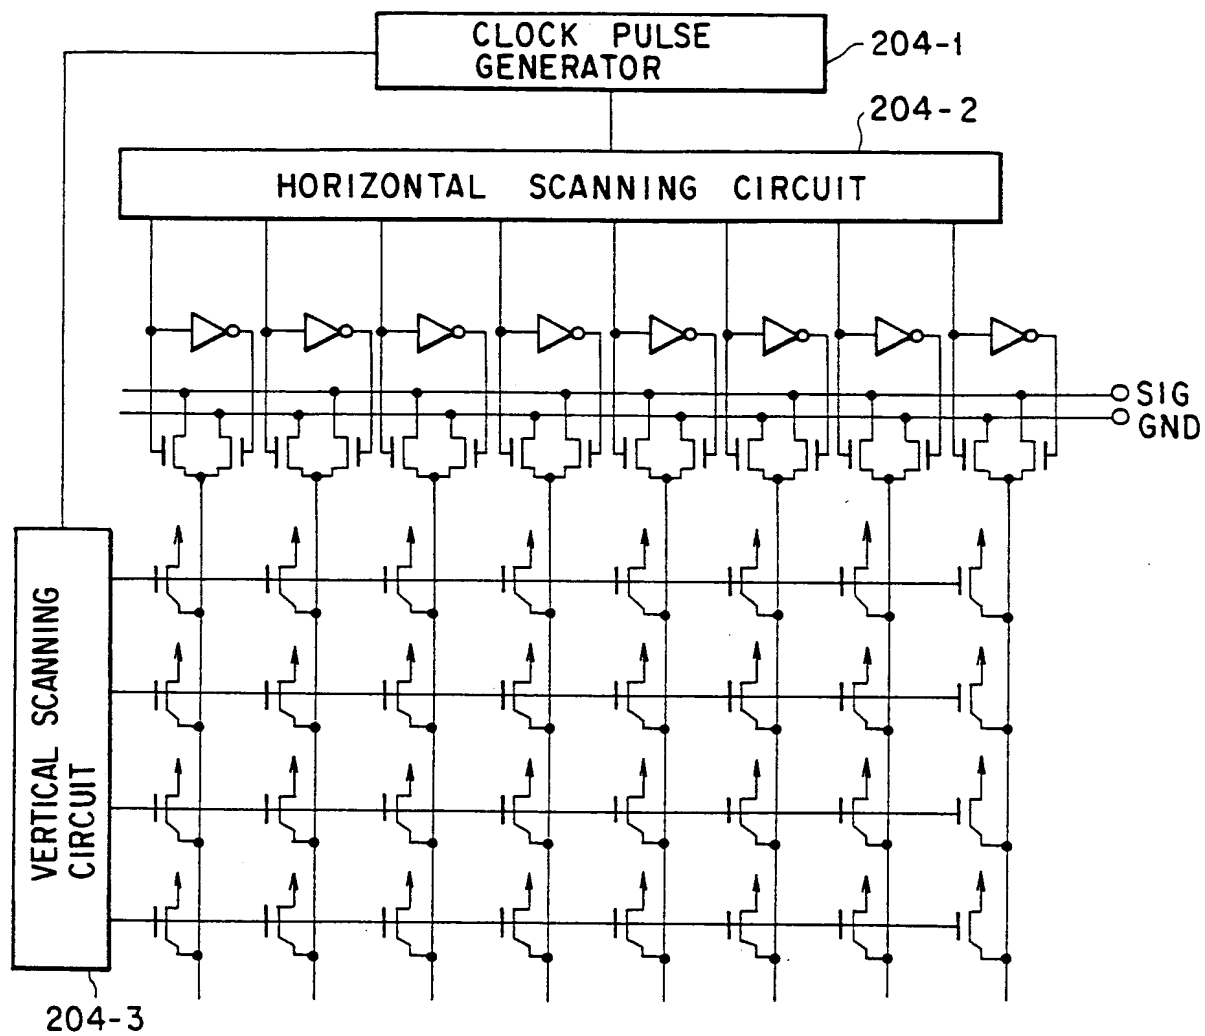 CLOCK PULSE
GENERATOR
204-1
204-2
HORIZONTAL SCANNING CIRCUIT
SIG
GND
VERTICAL SCANNING
CIRCUIT
204-3